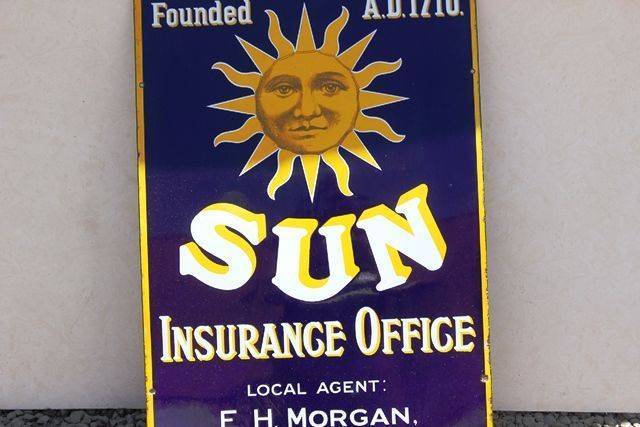 Founded A.D. 1710.
SUN
INSURANCE OFFICE
LOCAL AGENT:
F. H. MORGAN,